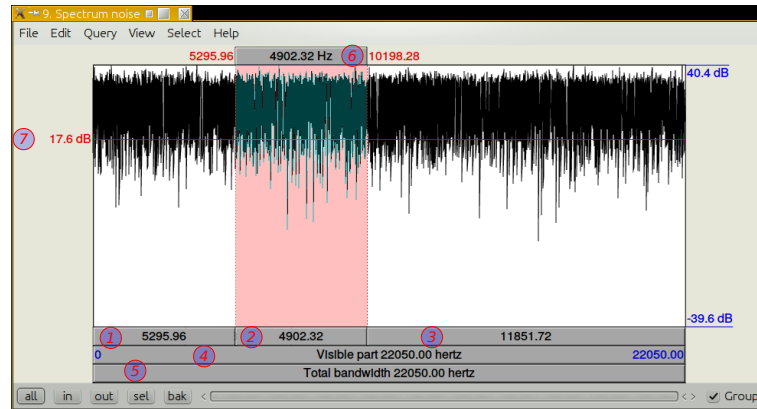 9. Spectrum noise
File Edit Query View Select Help
5295.96 4902.32 Hz 6 10198.28
40.4 dB
7 17.6 dB
-39.6 dB
1 5295.96 2 4902.32 3 11851.72
0 4 Visible part 22050.00 hertz 22050.00
5 Total bandwidth 22050.00 hertz
all in out sel bak < <> Group